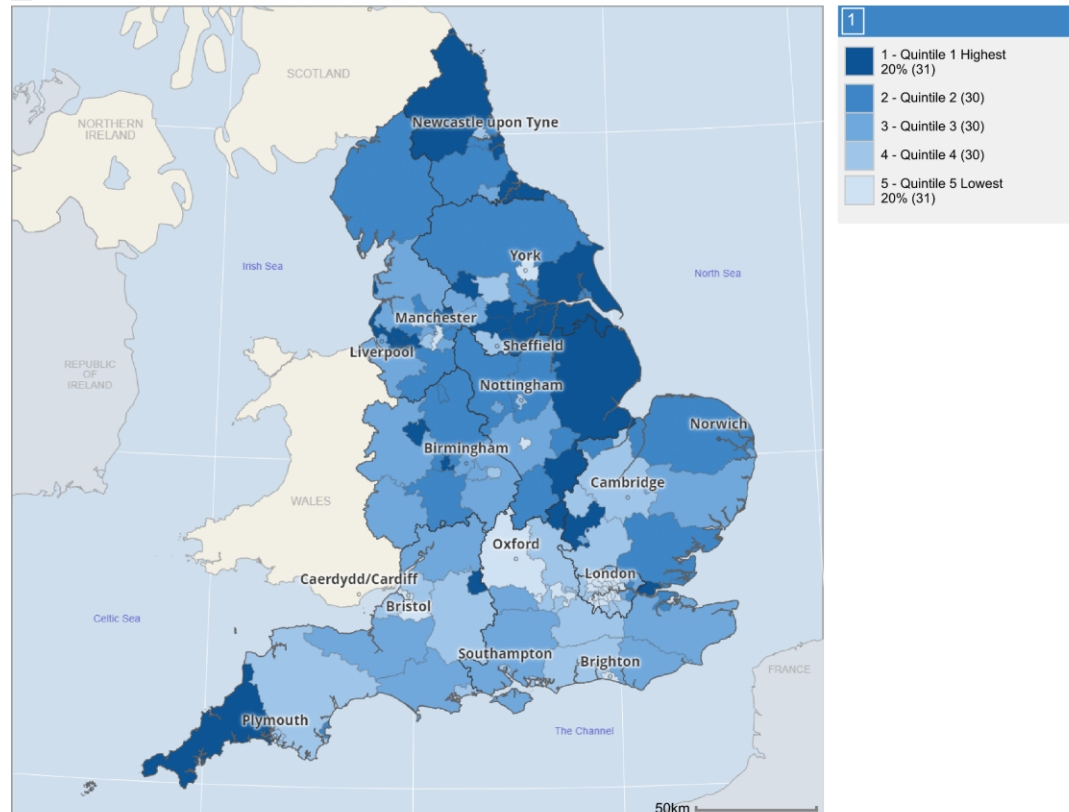 1
1 - Quintile 1 Highest
20% (31)
2 - Quintile 2 (30)
3 - Quintile 3 (30)
4 - Quintile 4 (30)
5 - Quintile 5 Lowest
20% (31)
SCOTLAND
NORTHERN
IRELAND
Newcastle upon Tyne
York
Irish Sea
North Sea
Manchester
Liverpool
Sheffield
REPUBLIC
OF
IRELAND
Nottingham
Norwich
Birmingham
Cambridge
WALES
Oxford
London
Caerdydd/Cardiff
Bristol
Celtic Sea
Southampton
Brighton
FRANCE
Plymouth
The Channel
50km